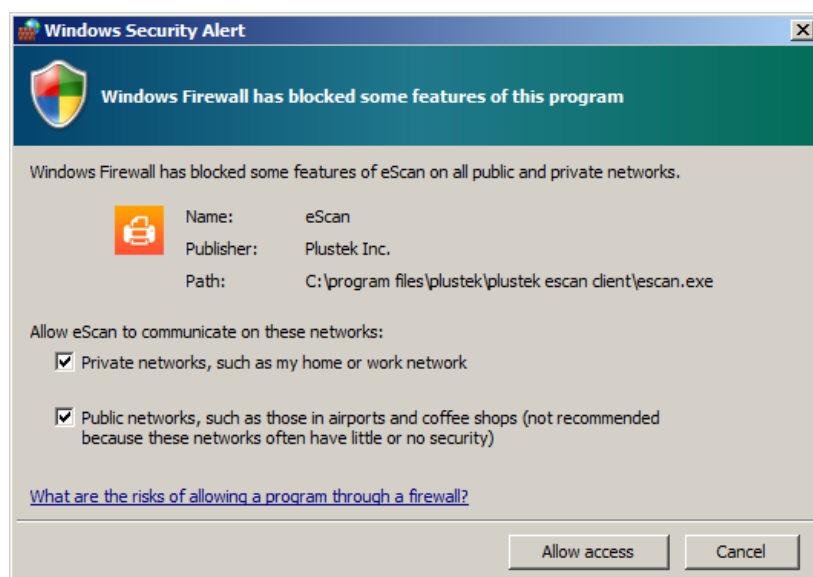 Windows Security Alert
Windows Firewall has blocked some features of this program
Windows Firewall has blocked some features of eScan on all public and private networks.
Name: eScan
Publisher: Plustek Inc.
Path: C:\program files\plustek\plustek escan client\escan.exe
Allow eScan to communicate on these networks:
Private networks, such as my home or work network
Public networks, such as those in airports and coffee shops (not recommended
because these networks often have little or no security)
What are the risks of allowing a program through a firewall?
Allow access Cancel